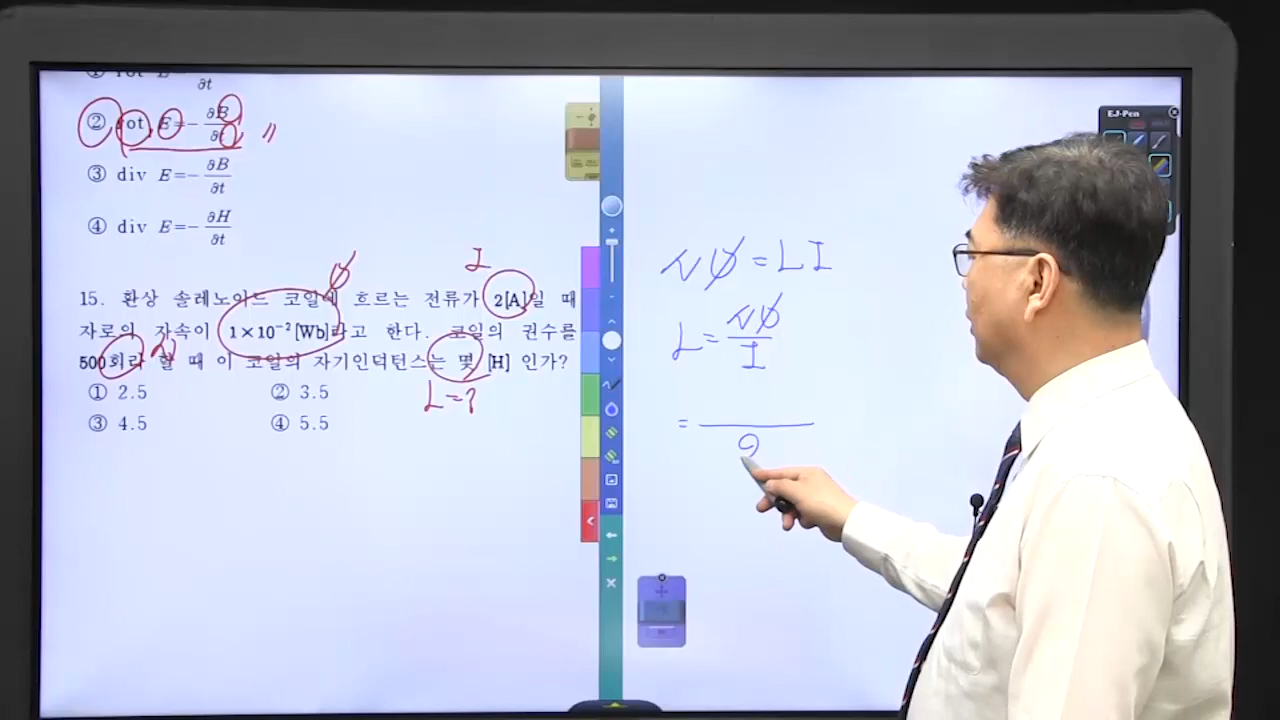 ∂t
② rot E=-∂B/∂t 〃
③ div E=-∂B/∂t
④ div E=-∂H/∂t
I
φ
15. 환상 솔레노이드 코일에 흐르는 전류가 2[A]일 때
자로의 자속이 1×10⁻²[Wb]라고 한다. 코일의 권수를
500회라 할 때 이 코일의 자기인덕턴스는 몇 [H] 인가?
① 2.5 ② 3.5
③ 4.5 ④ 5.5
L=?
EJ-Pen
Nφ=LI
L=Nφ/I
=